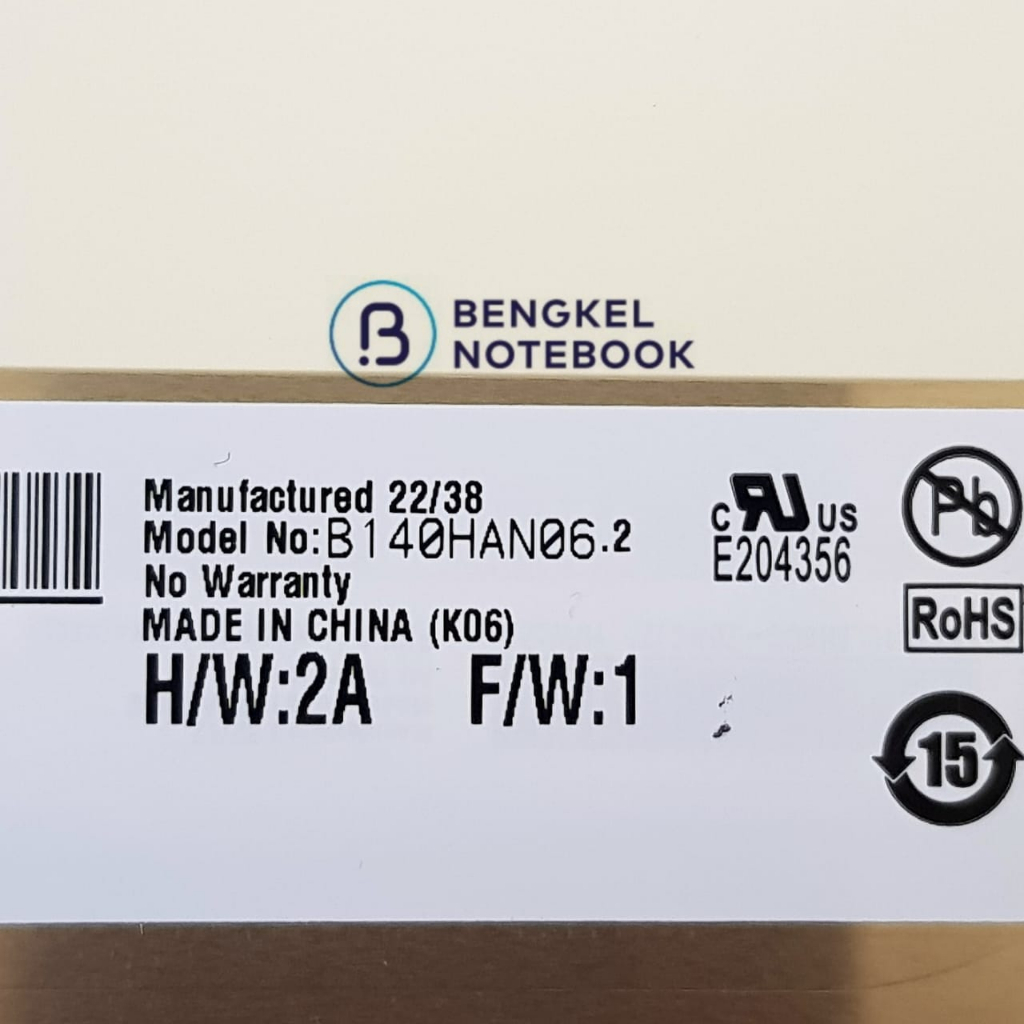 BENGKEL
NOTEBOOK
Manufactured 22/38
Model No:B140HAN06.2
No Warranty
MADE IN CHINA (K06)
H/W:2A F/W:1
c RU US
E204356
Pb
RoHS
15